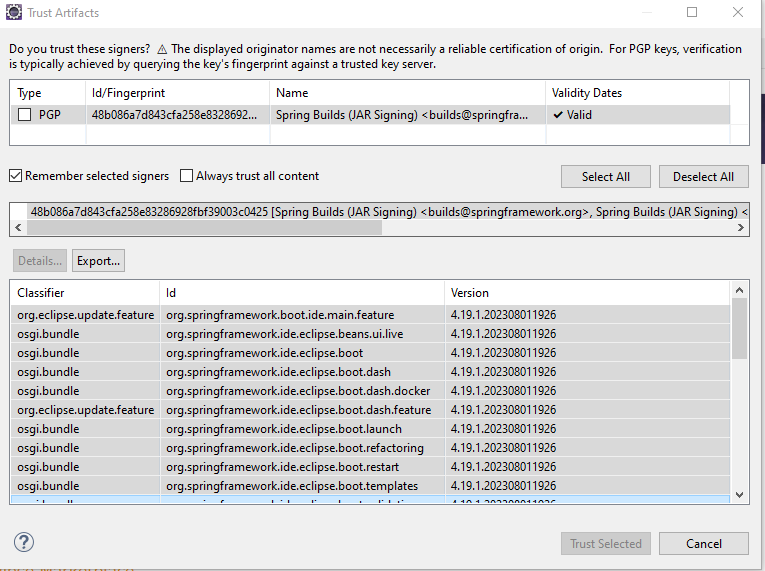 Trust Artifacts
Do you trust these signers? ⚠ The displayed originator names are not necessarily a reliable certification of origin. For PGP keys, verification
is typically achieved by querying the key's fingerprint against a trusted key server.
Type Id/Fingerprint Name Validity Dates
PGP 48b086a7d843cfa258e8328692... Spring Builds (JAR Signing) <builds@springfra... ✔ Valid
Remember selected signers Always trust all content Select All Deselect All
48b086a7d843cfa258e83286928fbf39003c0425 [Spring Builds (JAR Signing) <builds@springframework.org>, Spring Builds (JAR Signing) <
Details... Export...
Classifier Id Version
org.eclipse.update.feature org.springframework.boot.ide.main.feature 4.19.1.202308011926
osgi.bundle org.springframework.ide.eclipse.beans.ui.live 4.19.1.202308011926
osgi.bundle org.springframework.ide.eclipse.boot 4.19.1.202308011926
osgi.bundle org.springframework.ide.eclipse.boot.dash 4.19.1.202308011926
osgi.bundle org.springframework.ide.eclipse.boot.dash.docker 4.19.1.202308011926
org.eclipse.update.feature org.springframework.ide.eclipse.boot.dash.feature 4.19.1.202308011926
osgi.bundle org.springframework.ide.eclipse.boot.launch 4.19.1.202308011926
osgi.bundle org.springframework.ide.eclipse.boot.refactoring 4.19.1.202308011926
osgi.bundle org.springframework.ide.eclipse.boot.restart 4.19.1.202308011926
osgi.bundle org.springframework.ide.eclipse.boot.templates 4.19.1.202308011926
? Trust Selected Cancel